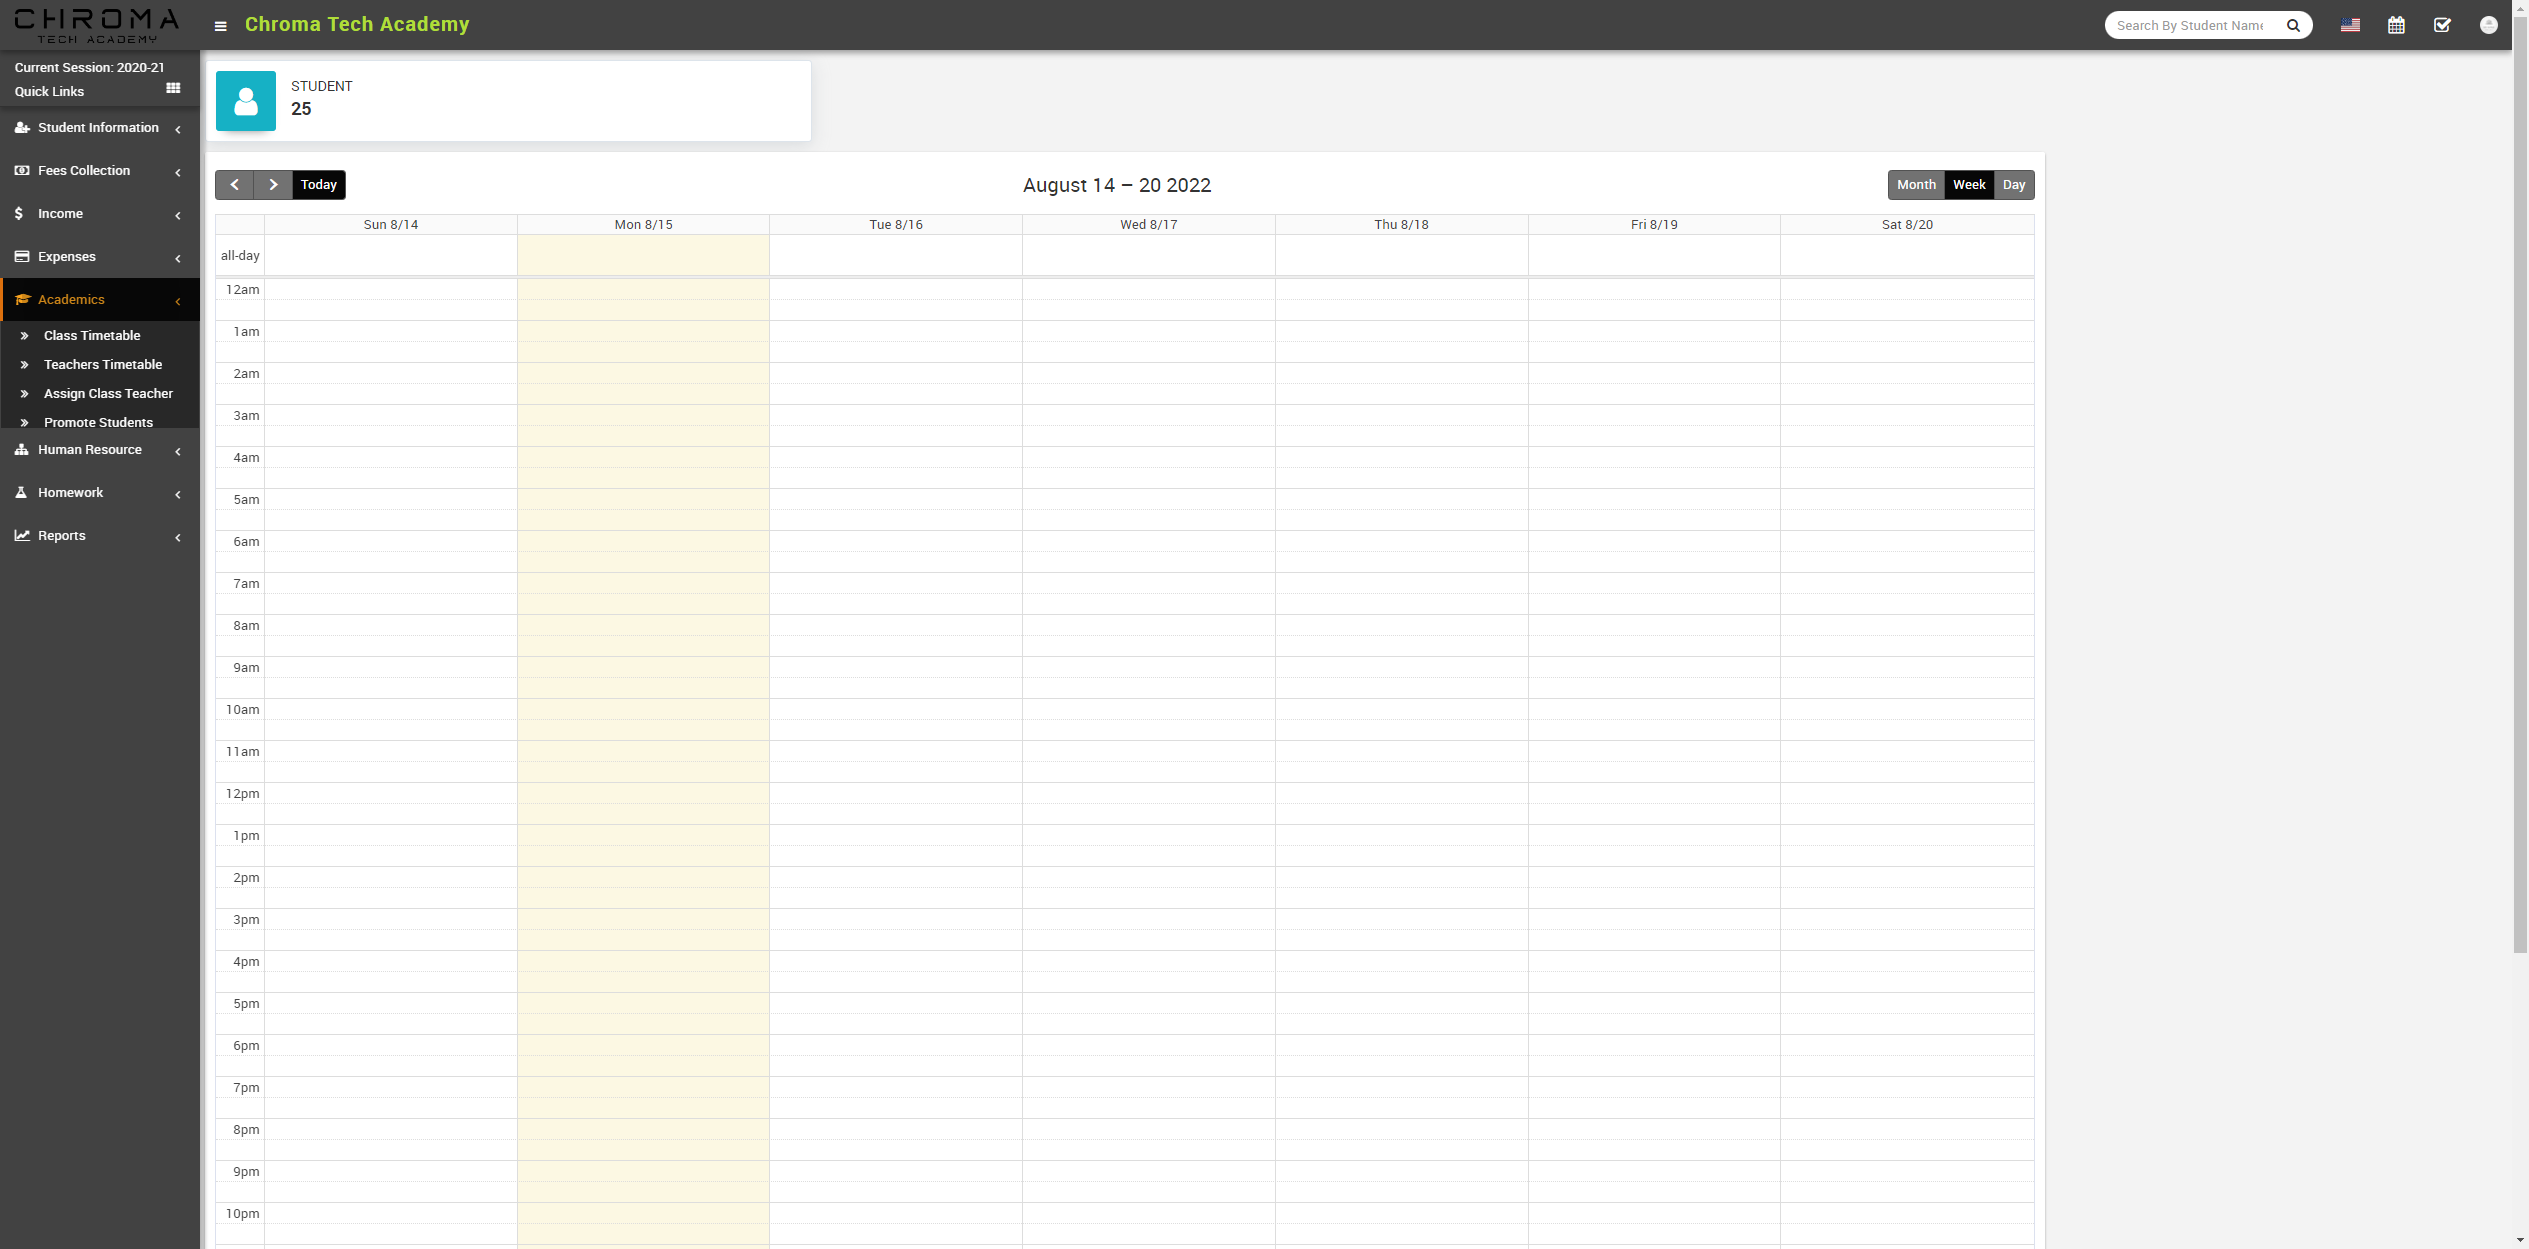 CHROMA
TECH ACADEMY
Chroma Tech Academy
Search By Student Name
Current Session: 2020-21
Quick Links
Student Information
Fees Collection
Income
Expenses
Academics
Class Timetable
Teachers Timetable
Assign Class Teacher
Promote Students
Human Resource
Homework
Reports
STUDENT
25
Today
August 14 – 20 2022
Month Week Day
Sun 8/14 Mon 8/15 Tue 8/16 Wed 8/17 Thu 8/18 Fri 8/19 Sat 8/20
all-day
12am
1am
2am
3am
4am
5am
6am
7am
8am
9am
10am
11am
12pm
1pm
2pm
3pm
4pm
5pm
6pm
7pm
8pm
9pm
10pm